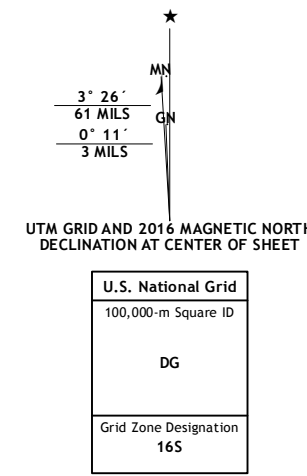 ★
MN
3° 26´
61 MILS
GN
0° 11´
3 MILS
UTM GRID AND 2016 MAGNETIC NORTH
DECLINATION AT CENTER OF SHEET
U.S. National Grid
100,000-m Square ID
DG
Grid Zone Designation
16S